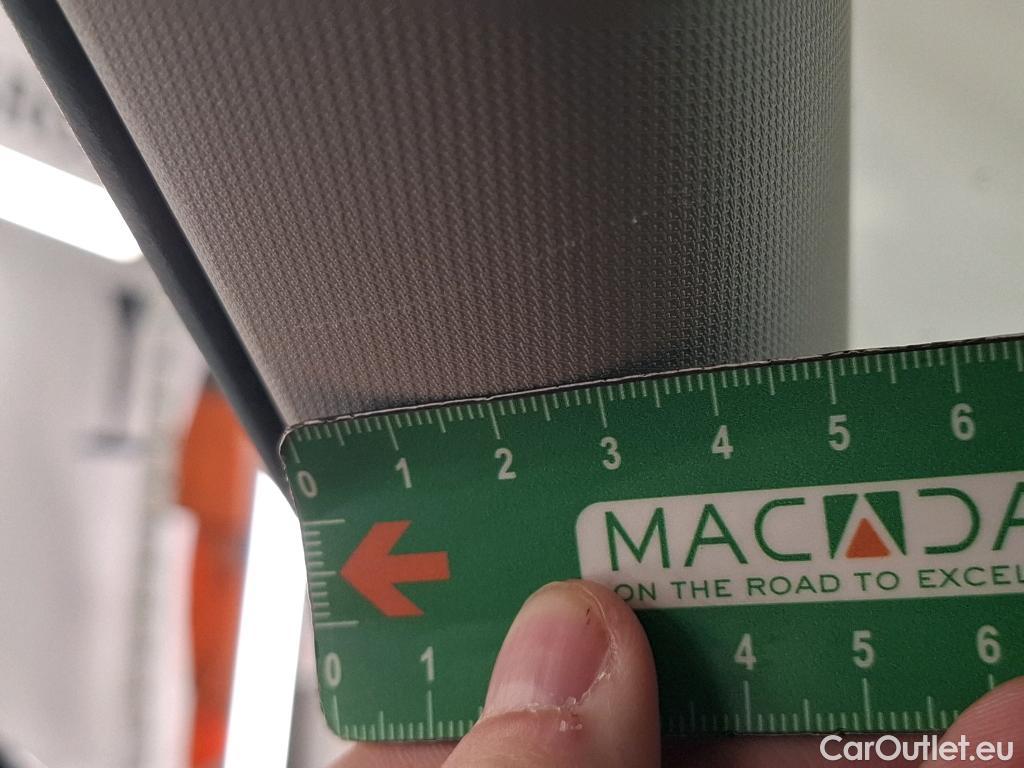 0 1 2 3 4 5 6
MACADA
ON THE ROAD TO EXCEL
0 1 4 5 6
CarOutlet.eu